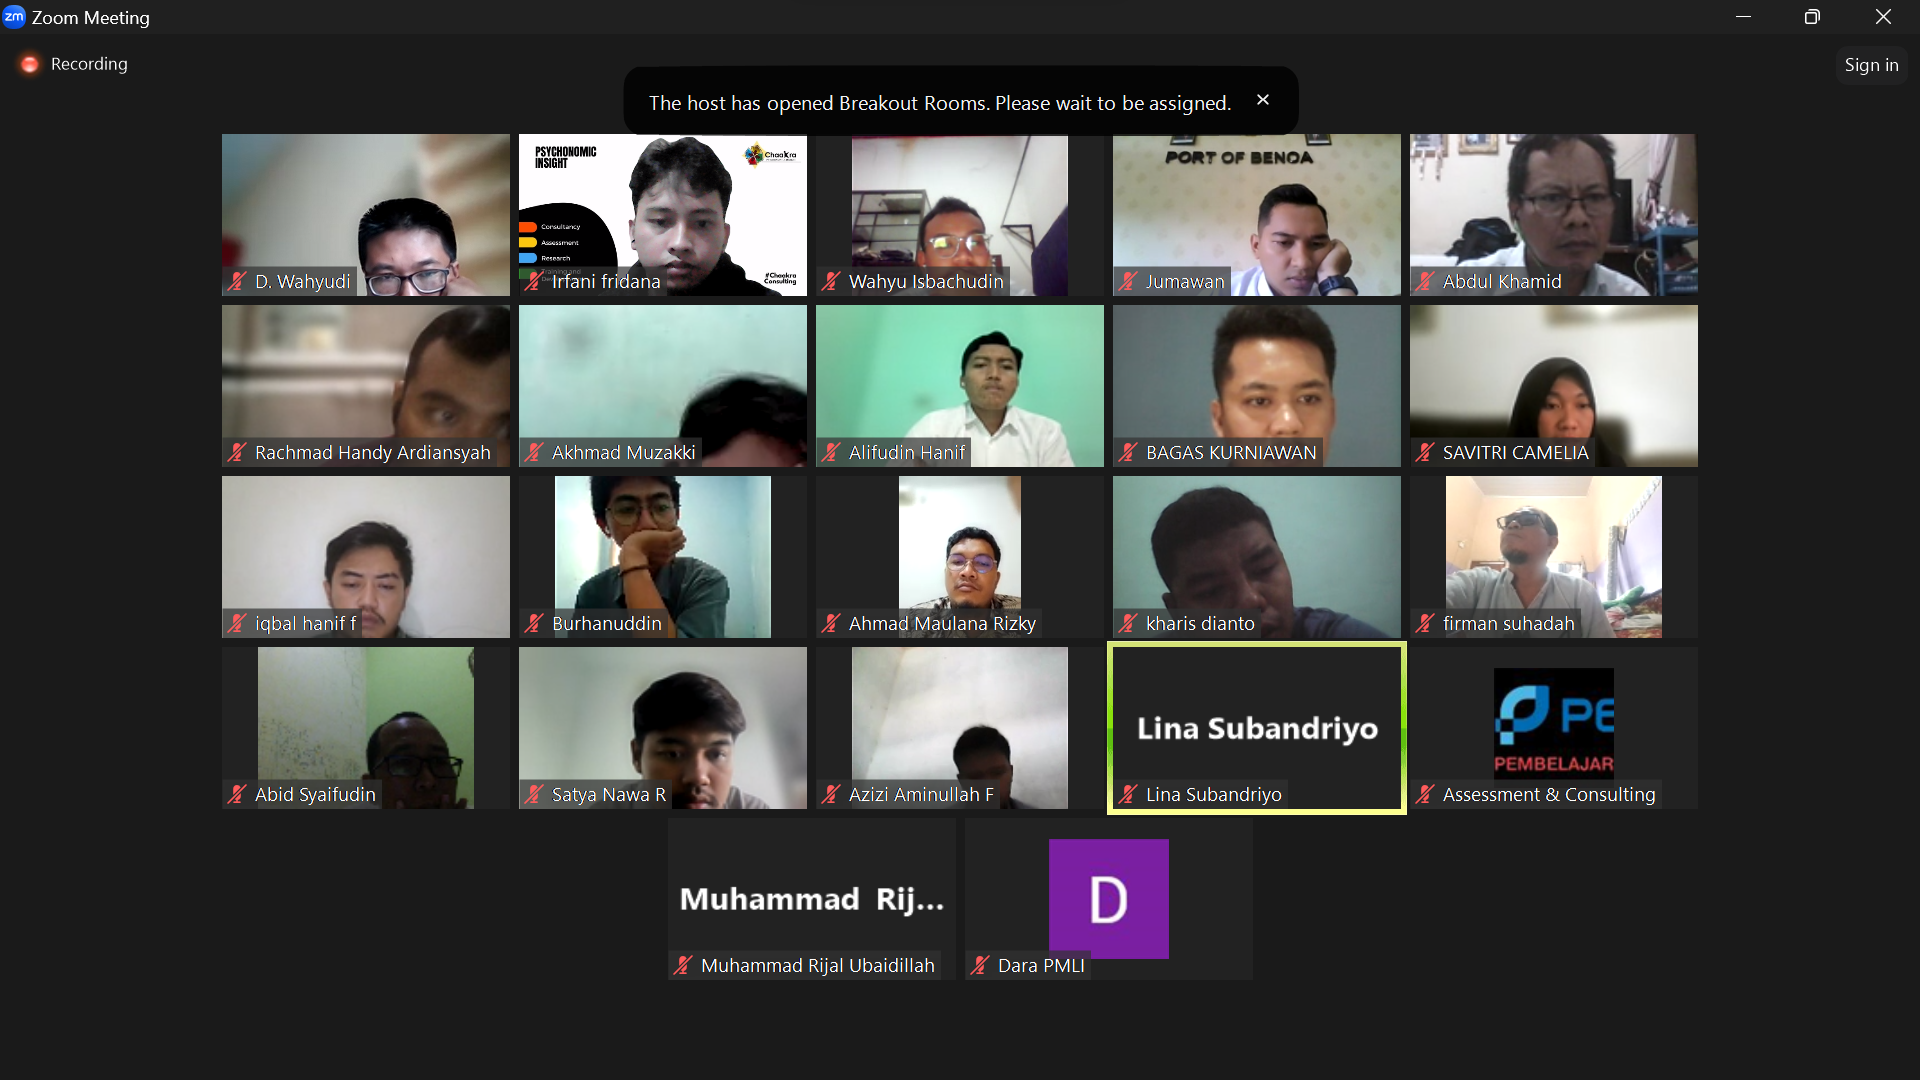 Zoom Meeting
Recording
Sign in
The host has opened Breakout Rooms. Please wait to be assigned.
PSYCHONOMIC
INSIGHT
Chaakra
Consultancy
Assessment
Research
Training and
#Chaakra
Consulting
PORT OF BENOA
D. Wahyudi
Irfani fridana
Wahyu Isbachudin
Jumawan
Abdul Khamid
Rachmad Handy Ardiansyah
Akhmad Muzakki
Alifudin Hanif
BAGAS KURNIAWAN
SAVITRI CAMELIA
iqbal hanif f
Burhanuddin
Ahmad Maulana Rizky
kharis dianto
firman suhadah
Lina Subandriyo
PE
PEMBELAJAR
Abid Syaifudin
Satya Nawa R
Azizi Aminullah F
Lina Subandriyo
Assessment & Consulting
Muhammad Rij...
D
Muhammad Rijal Ubaidillah
Dara PMLI